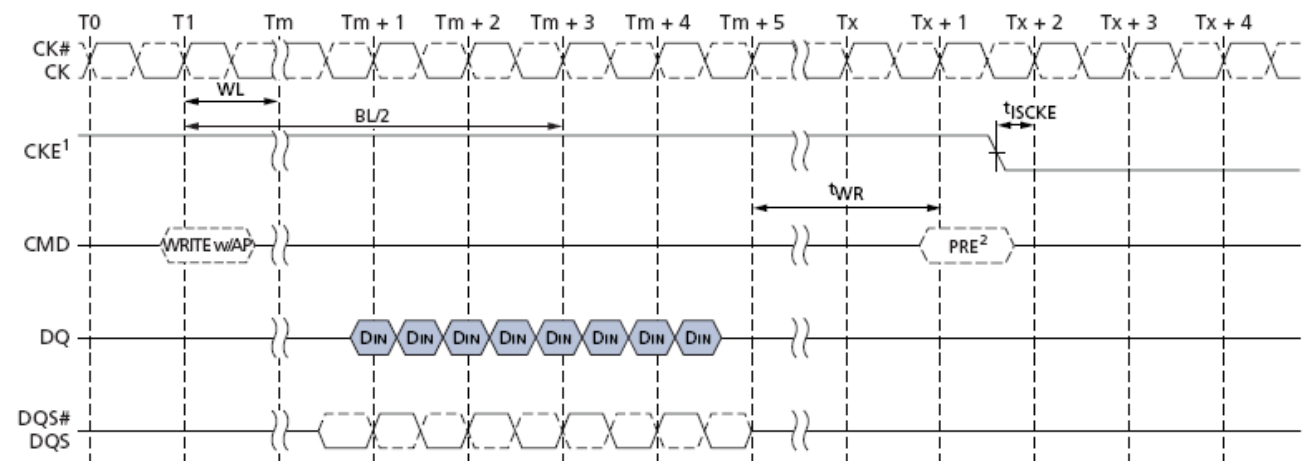 T0 T1 Tm Tm + 1 Tm + 2 Tm + 3 Tm + 4 Tm + 5 Tx Tx + 1 Tx + 2 Tx + 3 Tx + 4
CK#
CK
WL
BL/2
tISCKE
CKE1
tWR
CMD WRITE w/AP PRE2
DQ DIN DIN DIN DIN DIN DIN DIN DIN
DQS#
DQS